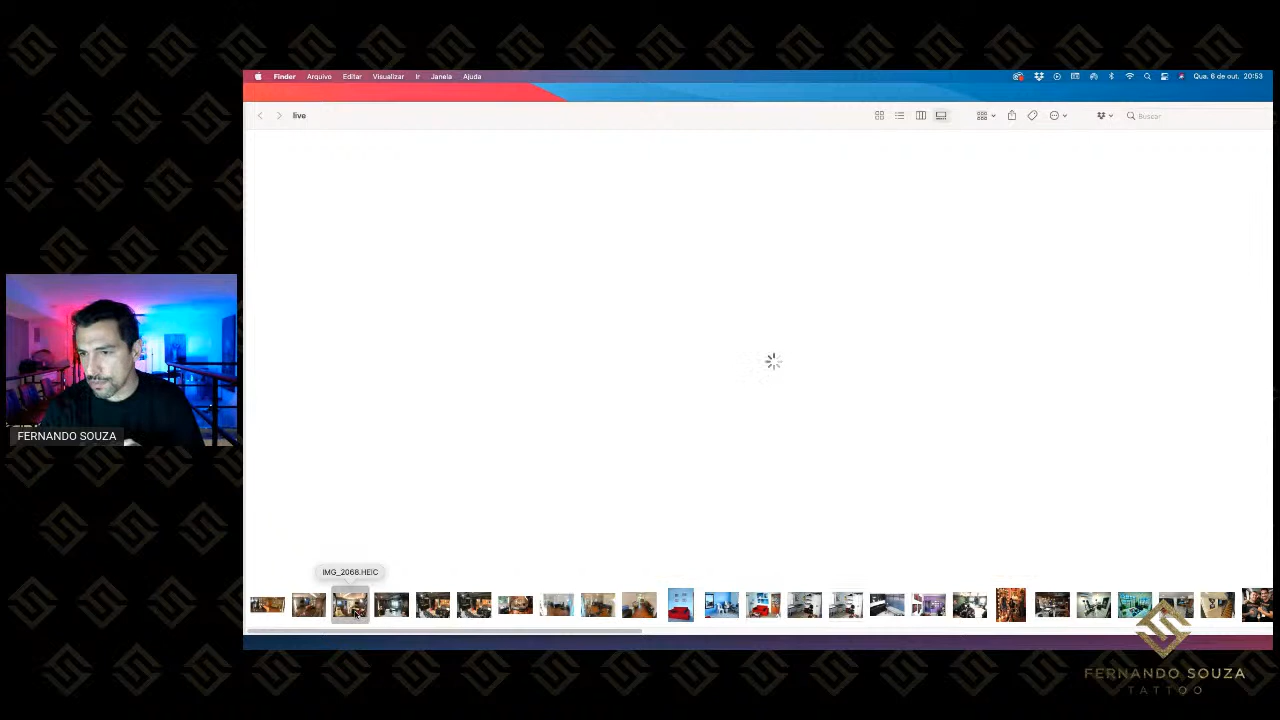 Finder Arquivo Editar Visualizar Ir Janela Ajuda
Qua. 6 de out. 20:53
live
Buscar
FERNANDO SOUZA
IMG_2068.HEIC
FERNANDO SOUZA
TATTOO